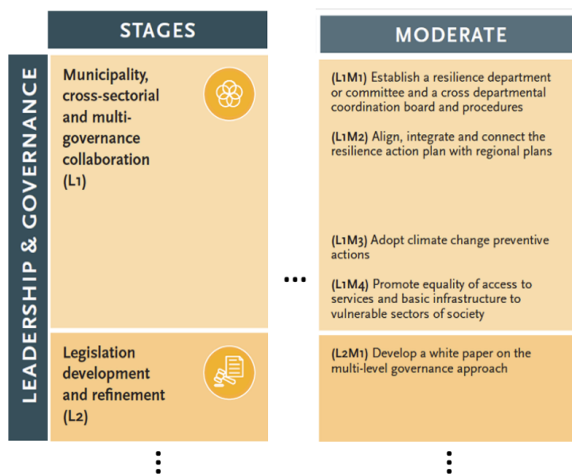 STAGES
MODERATE
LEADERSHIP & GOVERNANCE
Municipality,
cross-sectorial
and multi-
governance
collaboration
(L1)
(L1M1) Establish a resilience department
or committee and a cross departmental
coordination board and procedures
(L1M2) Align, integrate and connect the
resilience action plan with regional plans
(L1M3) Adopt climate change preventive
actions
(L1M4) Promote equality of access to
services and basic infrastructure to
vulnerable sectors of society
Legislation
development
and refinement
(L2)
(L2M1) Develop a white paper on the
multi-level governance approach